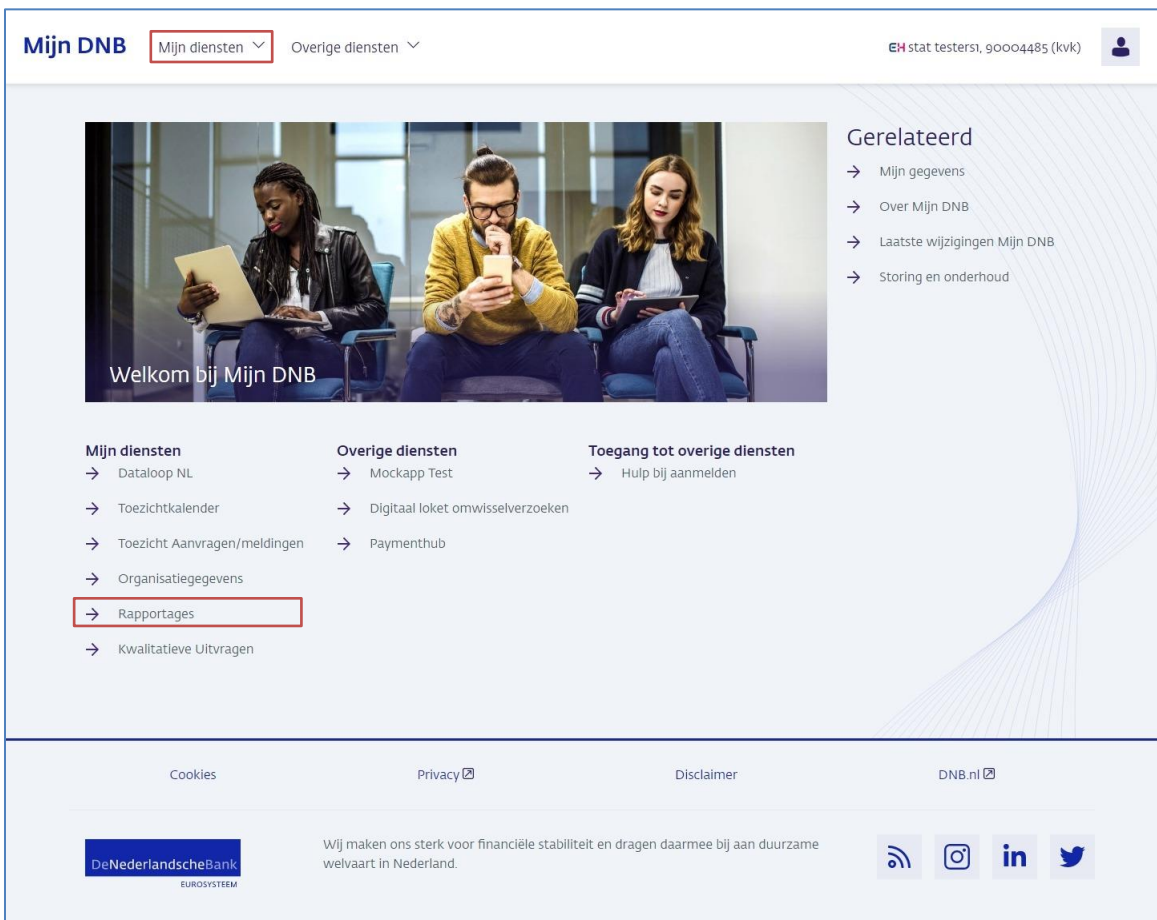 Mijn DNB
Mijn diensten
Overige diensten
EH stat testers1, 90004485 (kvk)
Welkom bij Mijn DNB
Gerelateerd
Mijn gegevens
Over Mijn DNB
Laatste wijzigingen Mijn DNB
Storing en onderhoud
Mijn diensten
Dataloop NL
Toezichtkalender
Toezicht Aanvragen/meldingen
Organisatiegegevens
Rapportages
Kwalitatieve Uitvragen
Overige diensten
Mockapp Test
Digitaal loket omwisselverzoeken
Paymenthub
Toegang tot overige diensten
Hulp bij aanmelden
Cookies
Privacy
Disclaimer
DNB.nl
DeNederlandscheBank
EUROSYSTEEM
Wij maken ons sterk voor financiële stabiliteit en dragen daarmee bij aan duurzame
welvaart in Nederland.
in